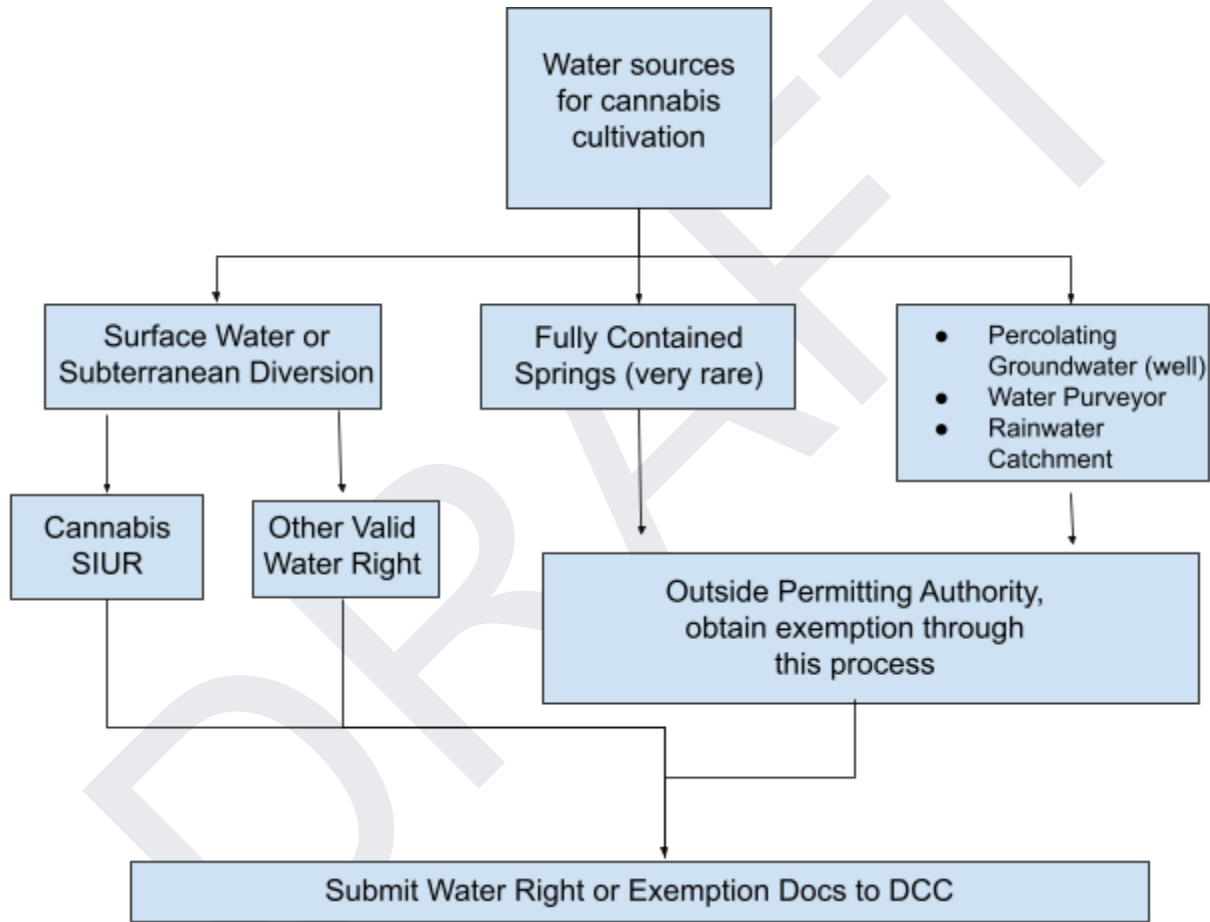 Water sources
for cannabis
cultivation
Surface Water or
Subterranean Diversion
Fully Contained
Springs (very rare)
● Percolating
Groundwater (well)
● Water Purveyor
● Rainwater
Catchment
Cannabis
SIUR
Other Valid
Water Right
Outside Permitting Authority,
obtain exemption through
this process
Submit Water Right or Exemption Docs to DCC
DRAFT